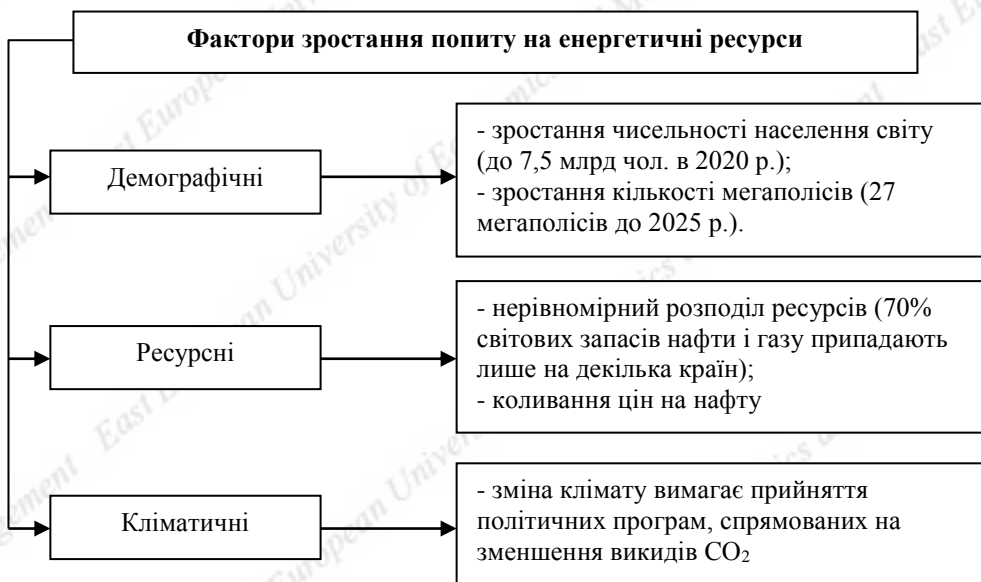 Фактори зростання попиту на енергетичні ресурси
Демографічні
- зростання чисельності населення світу
(до 7,5 млрд чол. в 2020 р.);
- зростання кількості мегаполісів (27
мегаполісів до 2025 р.).
Ресурсні
- нерівномірний розподіл ресурсів (70%
світових запасів нафти і газу припадають
лише на декілька країн);
- коливання цін на нафту
Кліматичні
- зміна клімату вимагає прийняття
політичних програм, спрямованих на
зменшення викидів CO₂